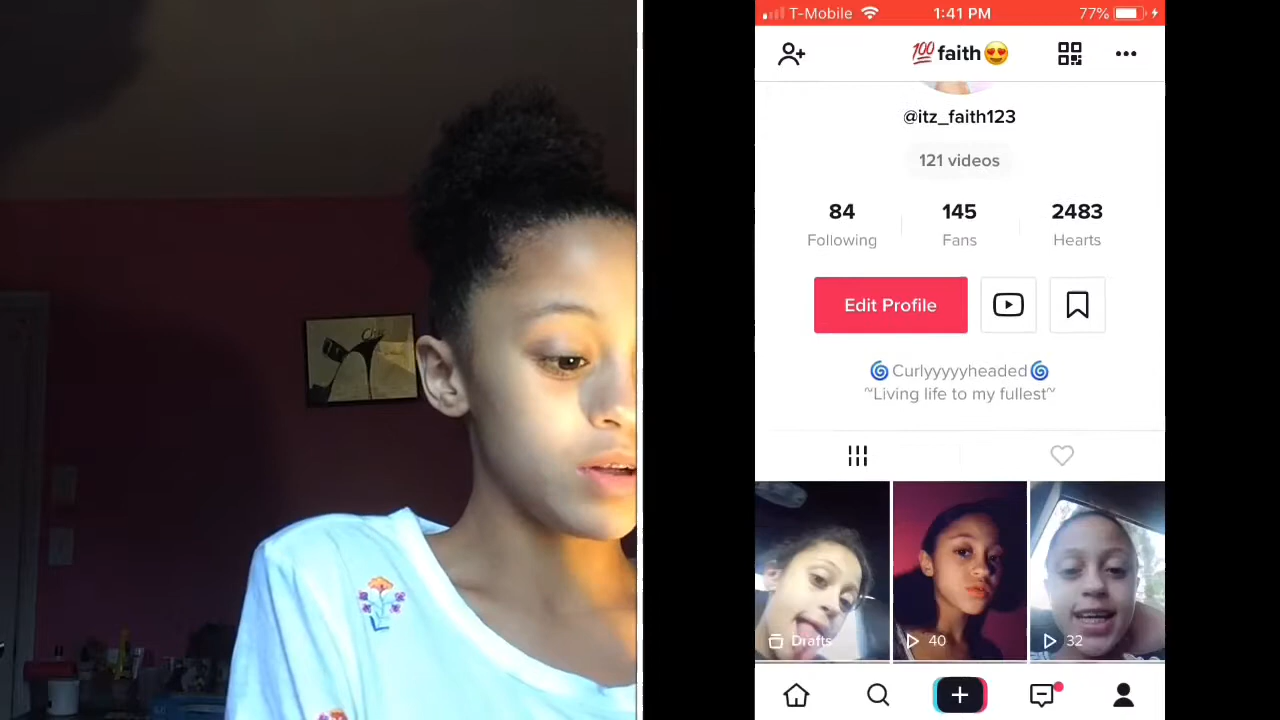 T-Mobile 1:41 PM 77%
💯faith😍
@itz_faith123
121 videos
84 145 2483
Following Fans Hearts
Edit Profile
🌀Curlyyyyyheaded🌀
~Living life to my fullest~
Drafts 40 32